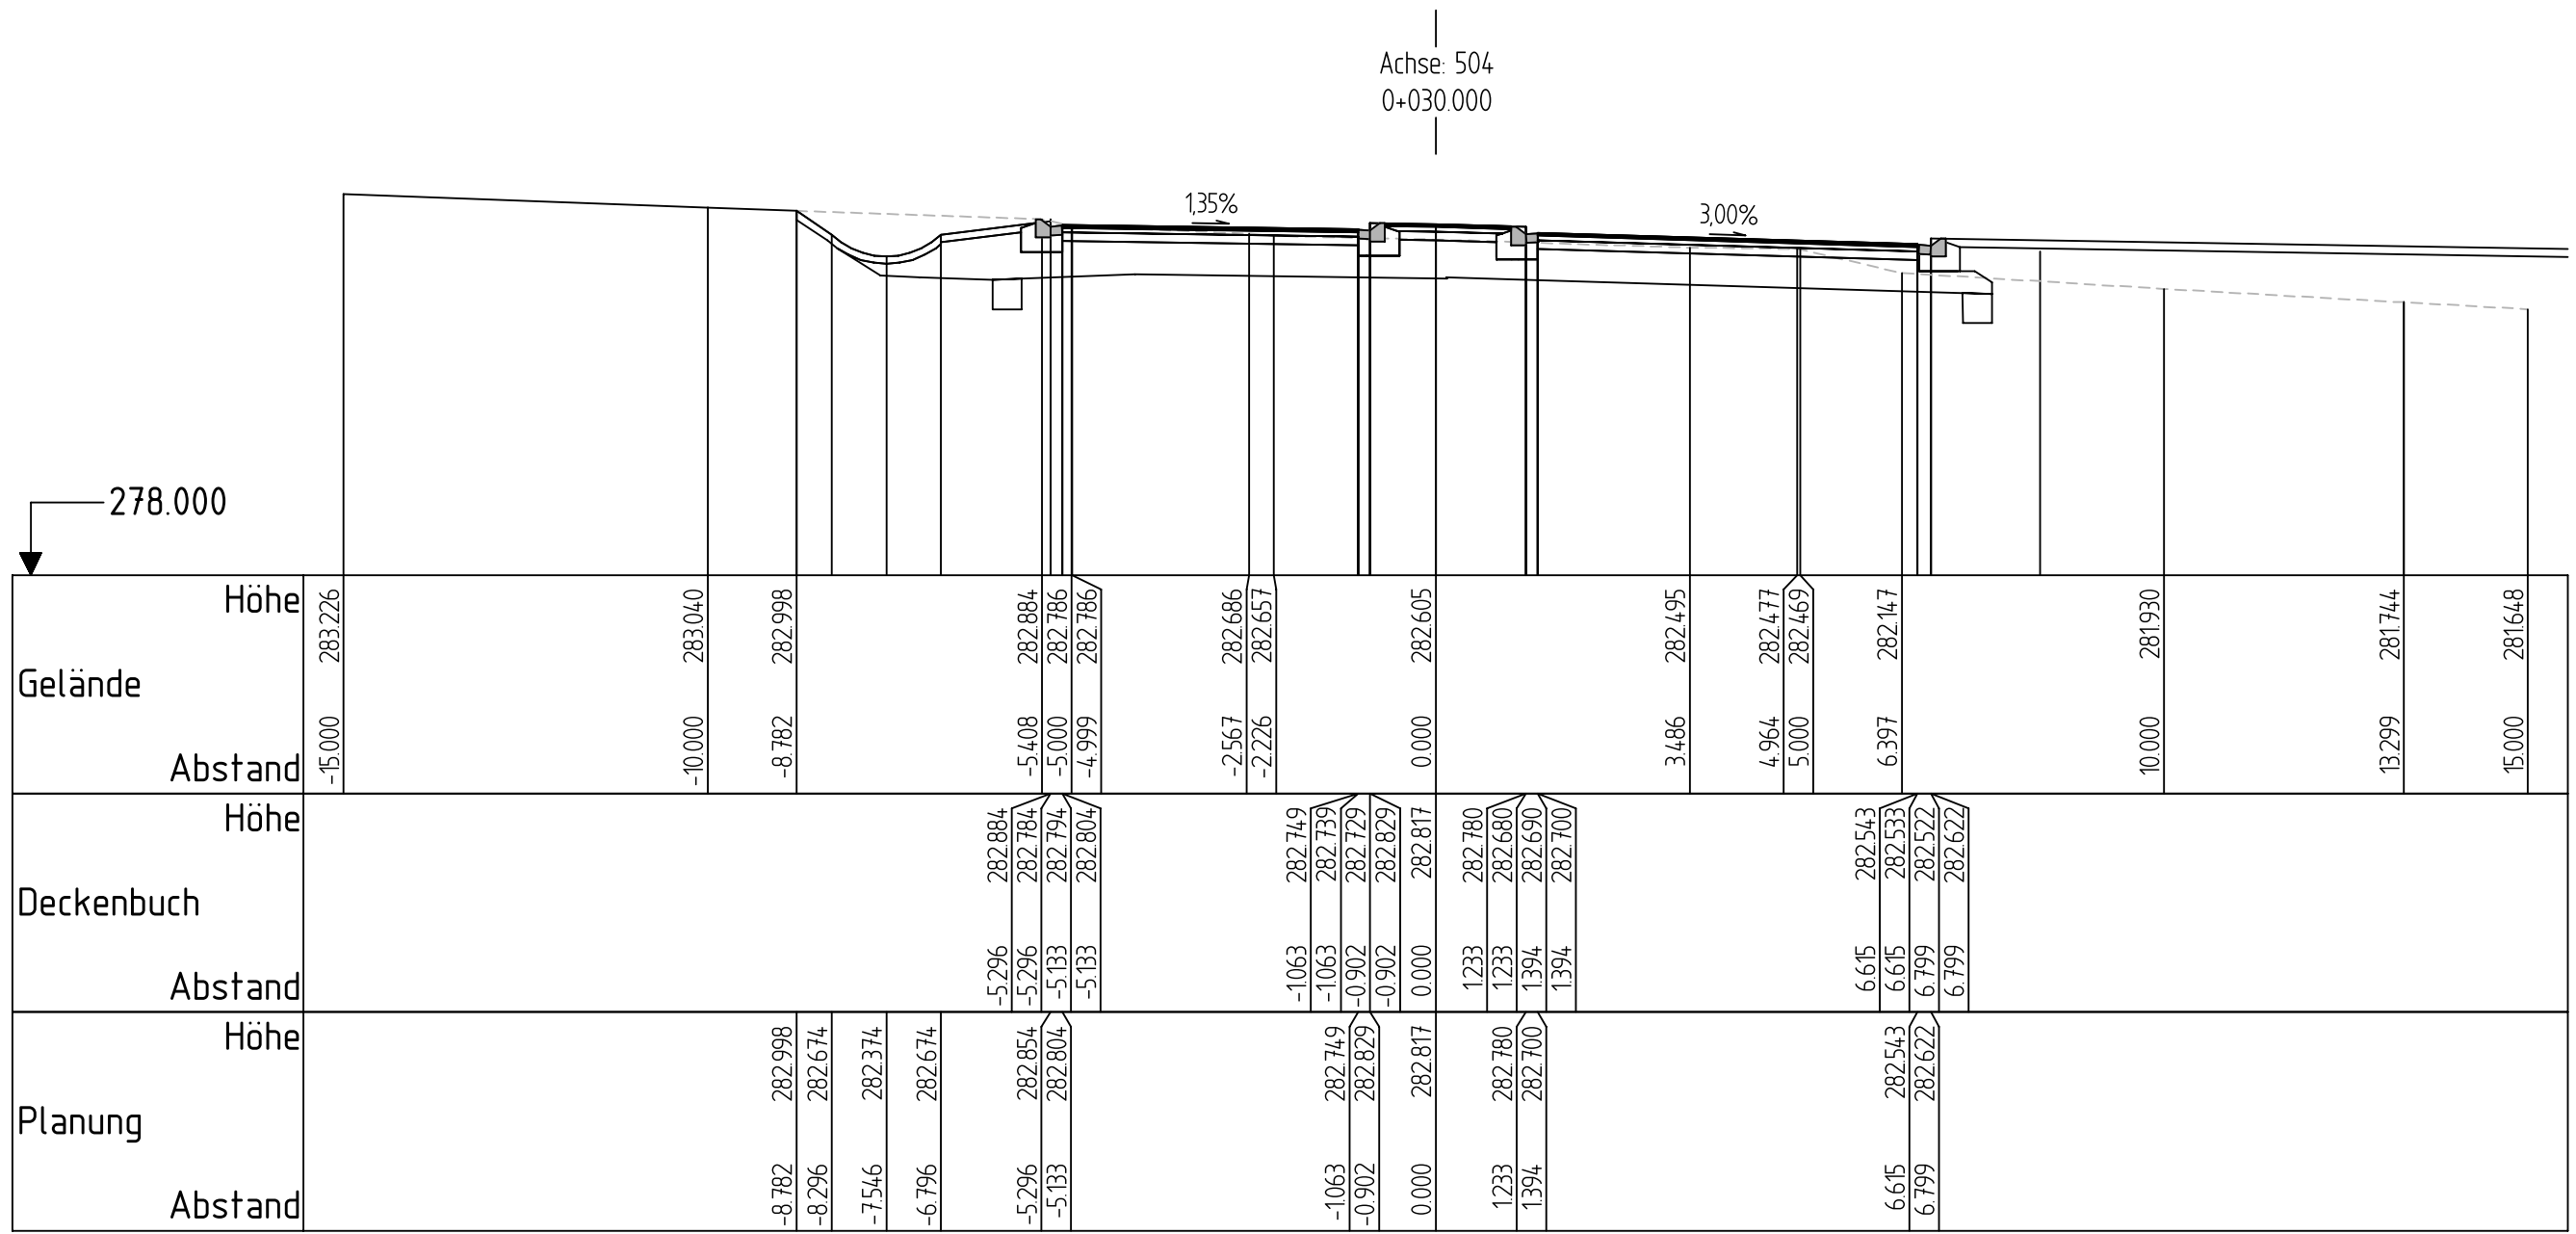 Achse: 504
0+030.000
1,35%
3,00%
278.000
Höhe
283.226 283.040 282.998 282.884 282.786 282.786 282.686 282.657 282.605 282.495 282.477 282.469 282.147 281.930 281.744 281.648
Gelände
Abstand
-15.000 -10.000 -8.782 -5.408 -5.000 -4.999 -2.567 -2.226 0.000 3.486 4.964 5.000 6.397 10.000 13.299 15.000
Höhe
282.884 282.784 282.794 282.804 282.749 282.739 282.729 282.829 282.817 282.780 282.680 282.690 282.700 282.543 282.533 282.522 282.622
Deckenbuch
Abstand
-5.296 -5.296 -5.133 -5.133 -1.063 -1.063 -0.902 -0.902 0.000 1.233 1.233 1.394 1.394 6.615 6.615 6.799 6.799
Höhe
282.998 282.674 282.374 282.674 282.854 282.804 282.749 282.829 282.817 282.780 282.700 282.543 282.622
Planung
Abstand
-8.782 -8.296 -7.546 -6.796 -5.296 -5.133 -1.063 -0.902 0.000 1.233 1.394 6.615 6.799